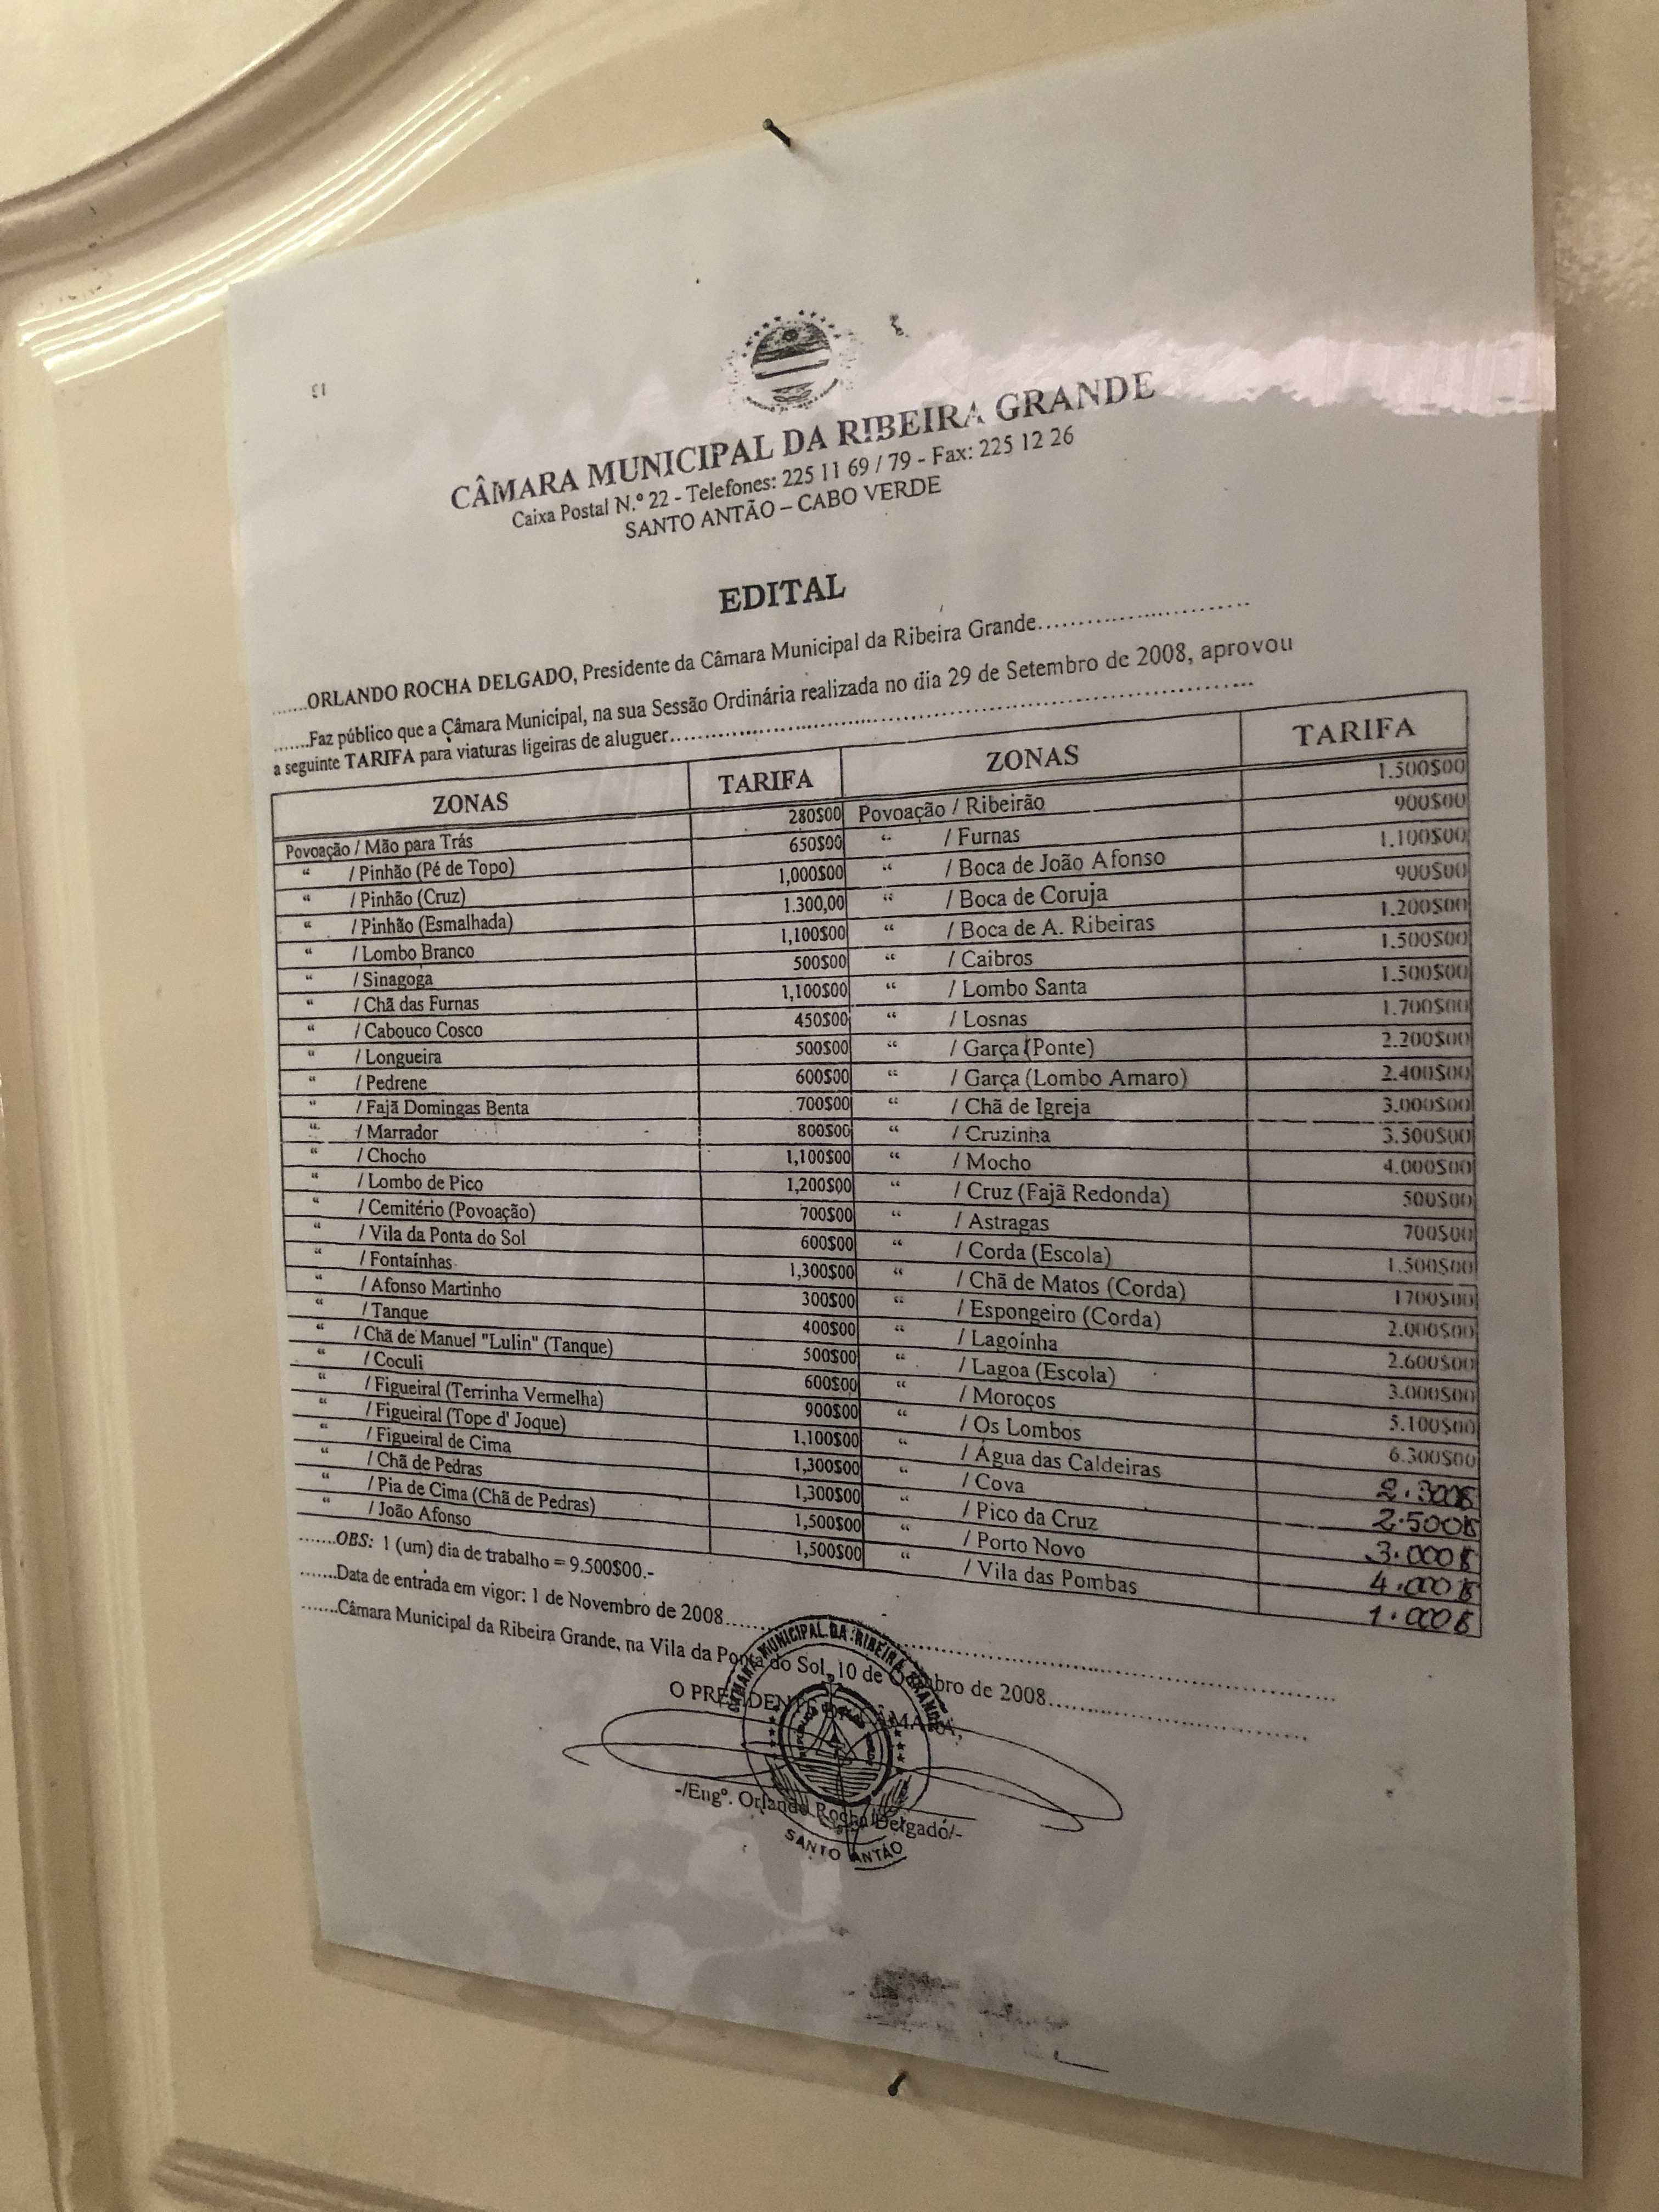 CÂMARA MUNICIPAL DA RIBEIRA GRANDE
Caixa Postal N.º 22 - Telefones: 225 11 69 / 79 - Fax: 225 12 26
SANTO ANTÃO – CABO VERDE
EDITAL
.......ORLANDO ROCHA DELGADO, Presidente da Câmara Municipal da Ribeira Grande..............................
.......Faz público que a Câmara Municipal, na sua Sessão Ordinária realizada no dia 29 de Setembro de 2008, aprovou
a seguinte TARIFA para viaturas ligeiras de aluguer..............................
ZONAS TARIFA ZONAS TARIFA
Povoação / Mão para Trás 280$00 Povoação / Ribeirão 1.500$00
“ / Pinhão (Pé de Topo) 650$00 “ / Furnas 900$00
“ / Pinhão (Cruz) 1,000$00 “ / Boca de João Afonso 1.100$00
“ / Pinhão (Esmalhada) 1.300,00 “ / Boca de Coruja 900$00
“ / Lombo Branco 1,100$00 “ / Boca de A. Ribeiras 1.200$00
“ / Sinagoga 500$00 “ / Caibros 1.500$00
“ / Chã das Furnas 1,100$00 “ / Lombo Santa 1.500$00
“ / Cabouco Cosco 450$00 “ / Losnas 1.700$00
“ / Longueira 500$00 “ / Garça (Ponte) 2.200$00
“ / Pedrene 600$00 “ / Garça (Lombo Amaro) 2.400$00
“ / Fajã Domingas Benta 700$00 “ / Chã de Igreja 3.000$00
“ / Marrador 800$00 “ / Cruzinha 3.500$00
“ / Chocho 1,100$00 “ / Mocho 4.000$00
“ / Lombo de Pico 1,200$00 “ / Cruz (Fajã Redonda) 500$00
“ / Cemitério (Povoação) 700$00 “ / Astragas 700$00
“ / Vila da Ponta do Sol 600$00 “ / Corda (Escola) 1.500$00
“ / Fontaínhas 1,300$00 “ / Chã de Matos (Corda) 1700$00
“ / Afonso Martinho 300$00 “ / Espongeiro (Corda) 2.000$00
“ / Tanque 400$00 “ / Lagoínha 2.600$00
“ / Chã de Manuel "Lulin" (Tanque) 500$00 “ / Lagoa (Escola) 3.000$00
“ / Coculi 600$00 “ / Moroços 5.100$00
“ / Figueiral (Terrinha Vermelha) 900$00 “ / Os Lombos 6.300$00
“ / Figueiral (Tope d' Joque) 1,100$00 “ / Água das Caldeiras 2.300$
“ / Figueiral de Cima 1,300$00 “ / Cova 2.500$
“ / Chã de Pedras 1,300$00 “ / Pico da Cruz 3.000$
“ / Pia de Cima (Chã de Pedras) 1,500$00 “ / Porto Novo 4.000$
“ / João Afonso 1,500$00 “ / Vila das Pombas 1.000$
.......OBS: 1 (um) dia de trabalho = 9.500$00.-
.......Data de entrada em vigor: 1 de Novembro de 2008..............................
.......Câmara Municipal da Ribeira Grande, na Vila da Ponta do Sol, 10 de Outubro de 2008..............................
O PRESIDENTE DA CÂMARA,
CÂMARA MUNICIPAL DA RIBEIRA GRANDE
-/Engº. Orlando Rocha Delgado/-
SANTO ANTÃO